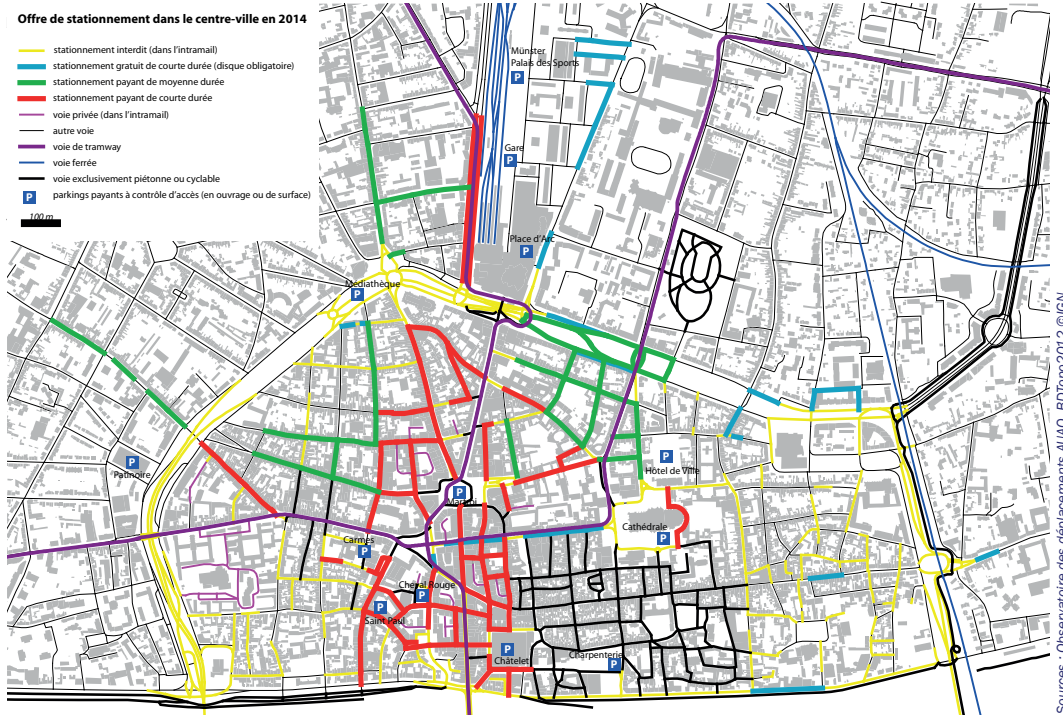 Offre de stationnement dans le centre-ville en 2014
stationnement interdit (dans l'intramail)
stationnement gratuit de courte durée (disque obligatoire)
stationnement payant de moyenne durée
stationnement payant de courte durée
voie privée (dans l'intramail)
autre voie
voie de tramway
voie ferrée
voie exclusivement piétonne ou cyclable
P parkings payants à contrôle d'accès (en ouvrage ou de surface)
100 m
Münster
Palais des Sports
P
Gare
P
Place d'Arc
P
Médiathèque
P
P
Patinoire
P
Hôtel de Ville
P
Martroi
Cathédrale
P
Carmes
P
Cheval Rouge
P
P
Saint Paul
P
Châtelet
Charpenterie
P
Sources : Observatoire des déplacements AUAO, BDTopo2012 ©IGN